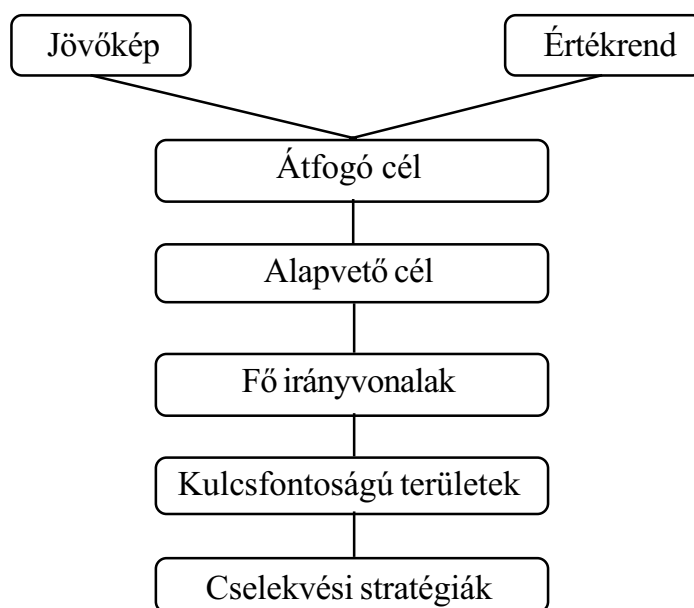 Jövőkép
Értékrend
Átfogó cél
Alapvető cél
Fő irányvonalak
Kulcsfontoságú területek
Cselekvési stratégiák